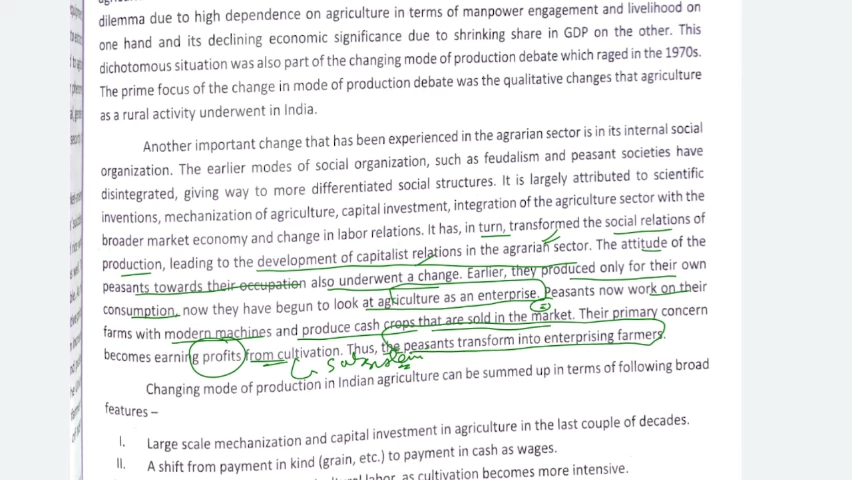 dilemma due to high dependence on agriculture in terms of manpower engagement and livelihood on
one hand and its declining economic significance due to shrinking share in GDP on the other. This
dichotomous situation was also part of the changing mode of production debate which raged in the 1970s.
The prime focus of the change in mode of production debate was the qualitative changes that agriculture
as a rural activity underwent in India.
Another important change that has been experienced in the agrarian sector is in its internal social
organization. The earlier modes of social organization, such as feudalism and peasant societies have
disintegrated, giving way to more differentiated social structures. It is largely attributed to scientific
inventions, mechanization of agriculture, capital investment, integration of the agriculture sector with the
broader market economy and change in labor relations. It has, in turn, transformed the social relations of
production, leading to the development of capitalist relations in the agrarian sector. The attitude of the
peasants towards their occupation also underwent a change. Earlier, they produced only for their own
consumption, now they have begun to look at agriculture as an enterprise. Peasants now work on their
farms with modern machines and produce cash crops that are sold in the market. Their primary concern
becomes earning profits from cultivation. Thus, the peasants transform into enterprising farmers.
Changing mode of production in Indian agriculture can be summed up in terms of following broad
features –
I. Large scale mechanization and capital investment in agriculture in the last couple of decades.
II. A shift from payment in kind (grain, etc.) to payment in cash as wages.
labor, as cultivation becomes more intensive.